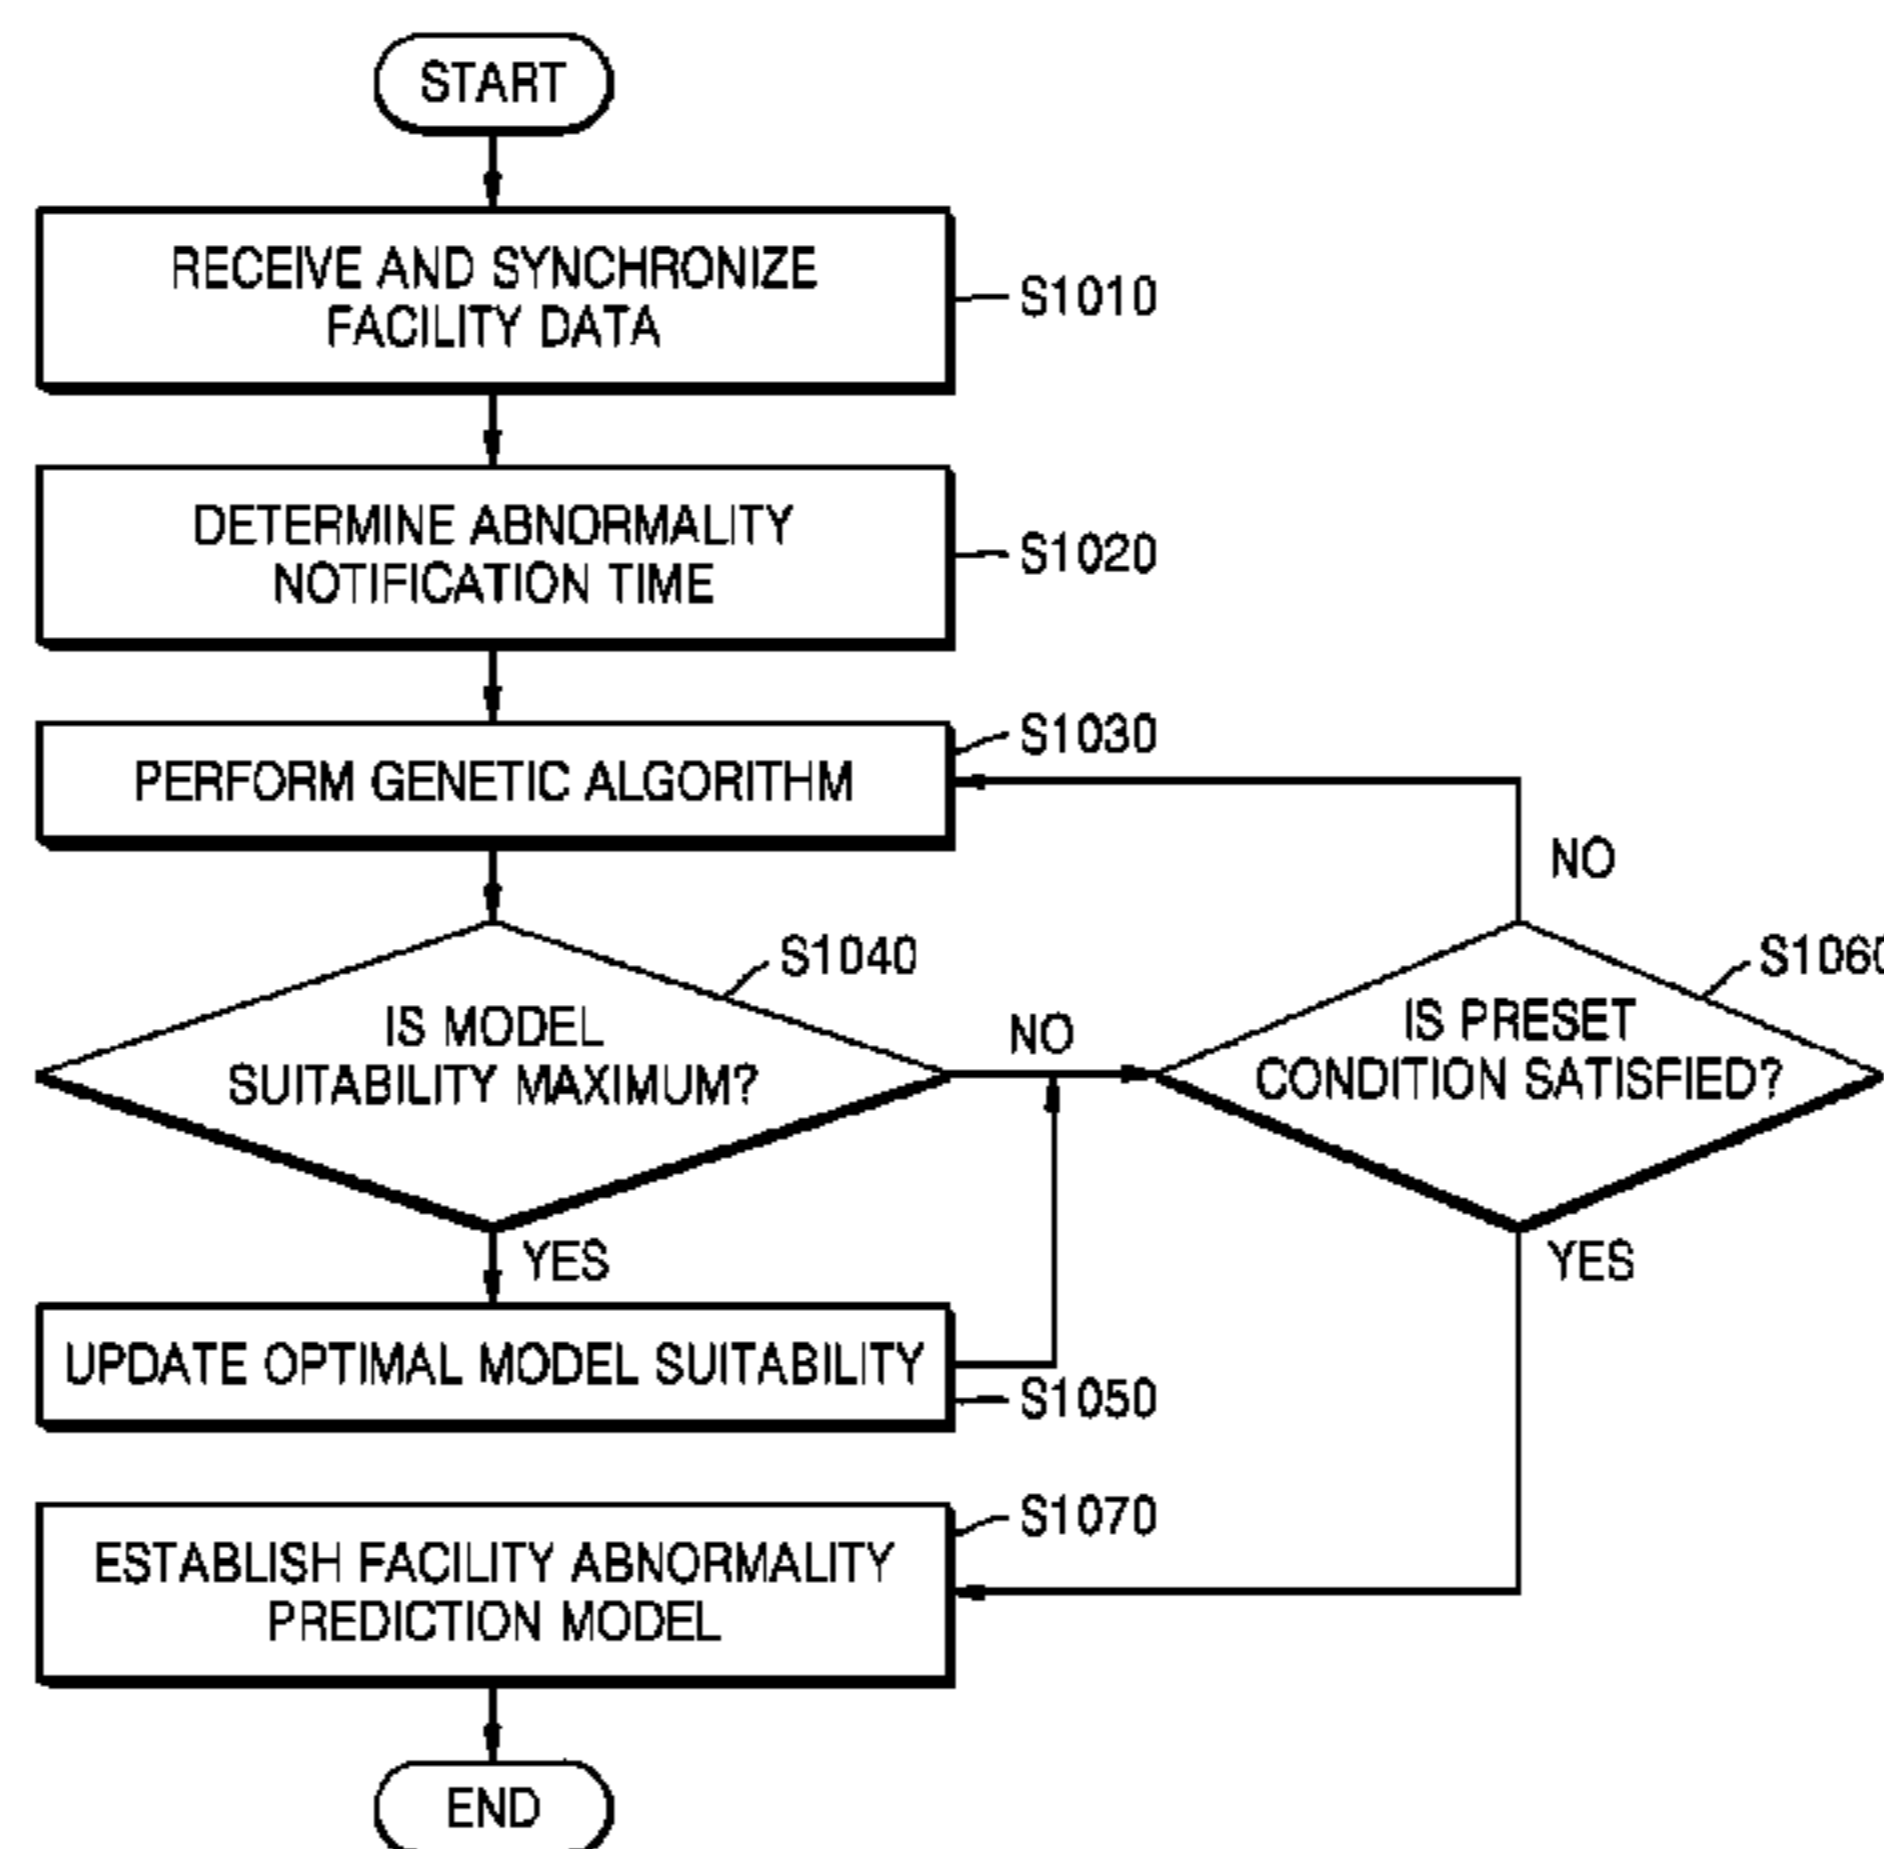 START
RECEIVE AND SYNCHRONIZE
FACILITY DATA
S1010
DETERMINE ABNORMALITY
NOTIFICATION TIME
S1020
PERFORM GENETIC ALGORITHM
S1030
NO
IS MODEL
SUITABILITY MAXIMUM?
S1040
NO
IS PRESET
CONDITION SATISFIED?
S1060
YES
YES
UPDATE OPTIMAL MODEL SUITABILITY
S1050
ESTABLISH FACILITY ABNORMALITY
PREDICTION MODEL
S1070
END